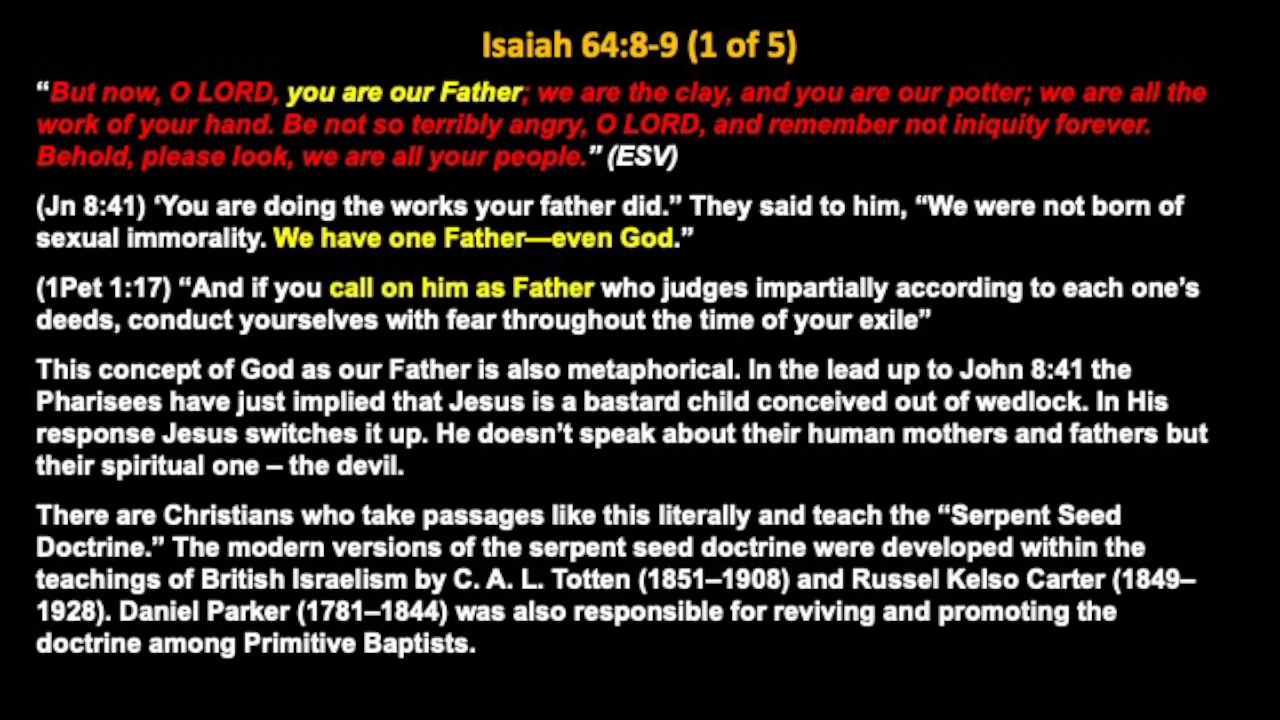 Isaiah 64:8-9 (1 of 5)
“But now, O LORD, you are our Father; we are the clay, and you are our potter; we are all the
work of your hand. Be not so terribly angry, O LORD, and remember not iniquity forever.
Behold, please look, we are all your people.” (ESV)
(Jn 8:41) ‘You are doing the works your father did.” They said to him, “We were not born of
sexual immorality. We have one Father—even God.”
(1Pet 1:17) “And if you call on him as Father who judges impartially according to each one’s
deeds, conduct yourselves with fear throughout the time of your exile”
This concept of God as our Father is also metaphorical. In the lead up to John 8:41 the
Pharisees have just implied that Jesus is a bastard child conceived out of wedlock. In His
response Jesus switches it up. He doesn’t speak about their human mothers and fathers but
their spiritual one – the devil.
There are Christians who take passages like this literally and teach the “Serpent Seed
Doctrine.” The modern versions of the serpent seed doctrine were developed within the
teachings of British Israelism by C. A. L. Totten (1851–1908) and Russel Kelso Carter (1849–
1928). Daniel Parker (1781–1844) was also responsible for reviving and promoting the
doctrine among Primitive Baptists.